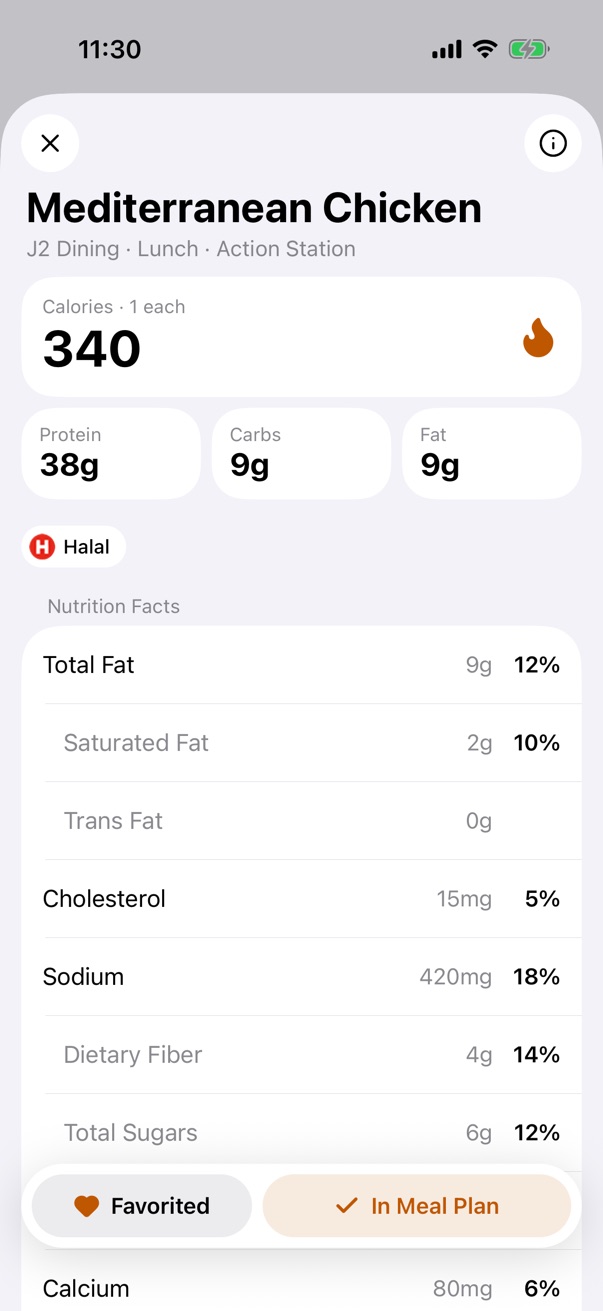 11:30
Mediterranean Chicken
J2 Dining · Lunch · Action Station
Calories · 1 each
340
Protein Carbs Fat
38g 9g 9g
H Halal
Nutrition Facts
Total Fat 9g 12%
Saturated Fat 2g 10%
Trans Fat 0g
Cholesterol 15mg 5%
Sodium 420mg 18%
Dietary Fiber 4g 14%
Total Sugars 6g 12%
Favorited In Meal Plan
Calcium 80mg 6%